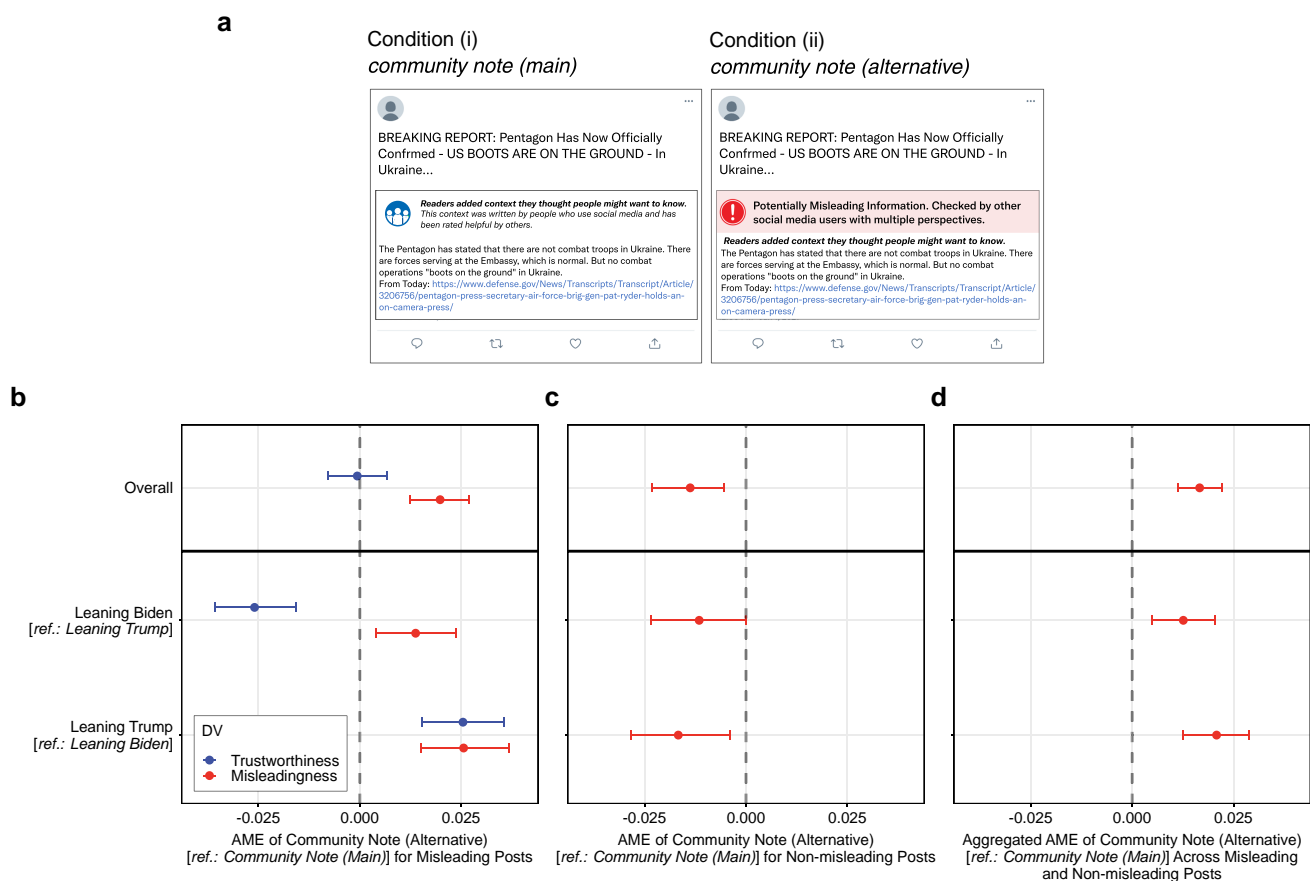 a
Condition (i)
community note (main)
Condition (ii)
community note (alternative)
...
BREAKING REPORT: Pentagon Has Now Officially
Confrmed - US BOOTS ARE ON THE GROUND - In
Ukraine...
Readers added context they thought people might want to know.
This context was written by people who use social media and has
been rated helpful by others.
The Pentagon has stated that there are not combat troops in Ukraine. There
are forces serving at the Embassy, which is normal. But no combat
operations "boots on the ground" in Ukraine.
From Today: https://www.defense.gov/News/Transcripts/Transcript/Article/
3206756/pentagon-press-secretary-air-force-brig-gen-pat-ryder-holds-an-
on-camera-press/
...
BREAKING REPORT: Pentagon Has Now Officially
Confrmed - US BOOTS ARE ON THE GROUND - In
Ukraine...
Potentially Misleading Information. Checked by other
social media users with multiple perspectives.
Readers added context they thought people might want to know.
The Pentagon has stated that there are not combat troops in Ukraine. There
are forces serving at the Embassy, which is normal. But no combat
operations "boots on the ground" in Ukraine.
From Today: https://www.defense.gov/News/Transcripts/Transcript/Article/
3206756/pentagon-press-secretary-air-force-brig-gen-pat-ryder-holds-an-
on-camera-press/
b
Overall
Leaning Biden
[ref.: Leaning Trump]
Leaning Trump
[ref.: Leaning Biden]
DV
Trustworthiness
Misleadingness
-0.025
0.000
0.025
AME of Community Note (Alternative)
[ref.: Community Note (Main)] for Misleading Posts
c
-0.025
0.000
0.025
AME of Community Note (Alternative)
[ref.: Community Note (Main)] for Non-misleading Posts
d
-0.025
0.000
0.025
Aggregated AME of Community Note (Alternative)
[ref.: Community Note (Main)] Across Misleading
and Non-misleading Posts